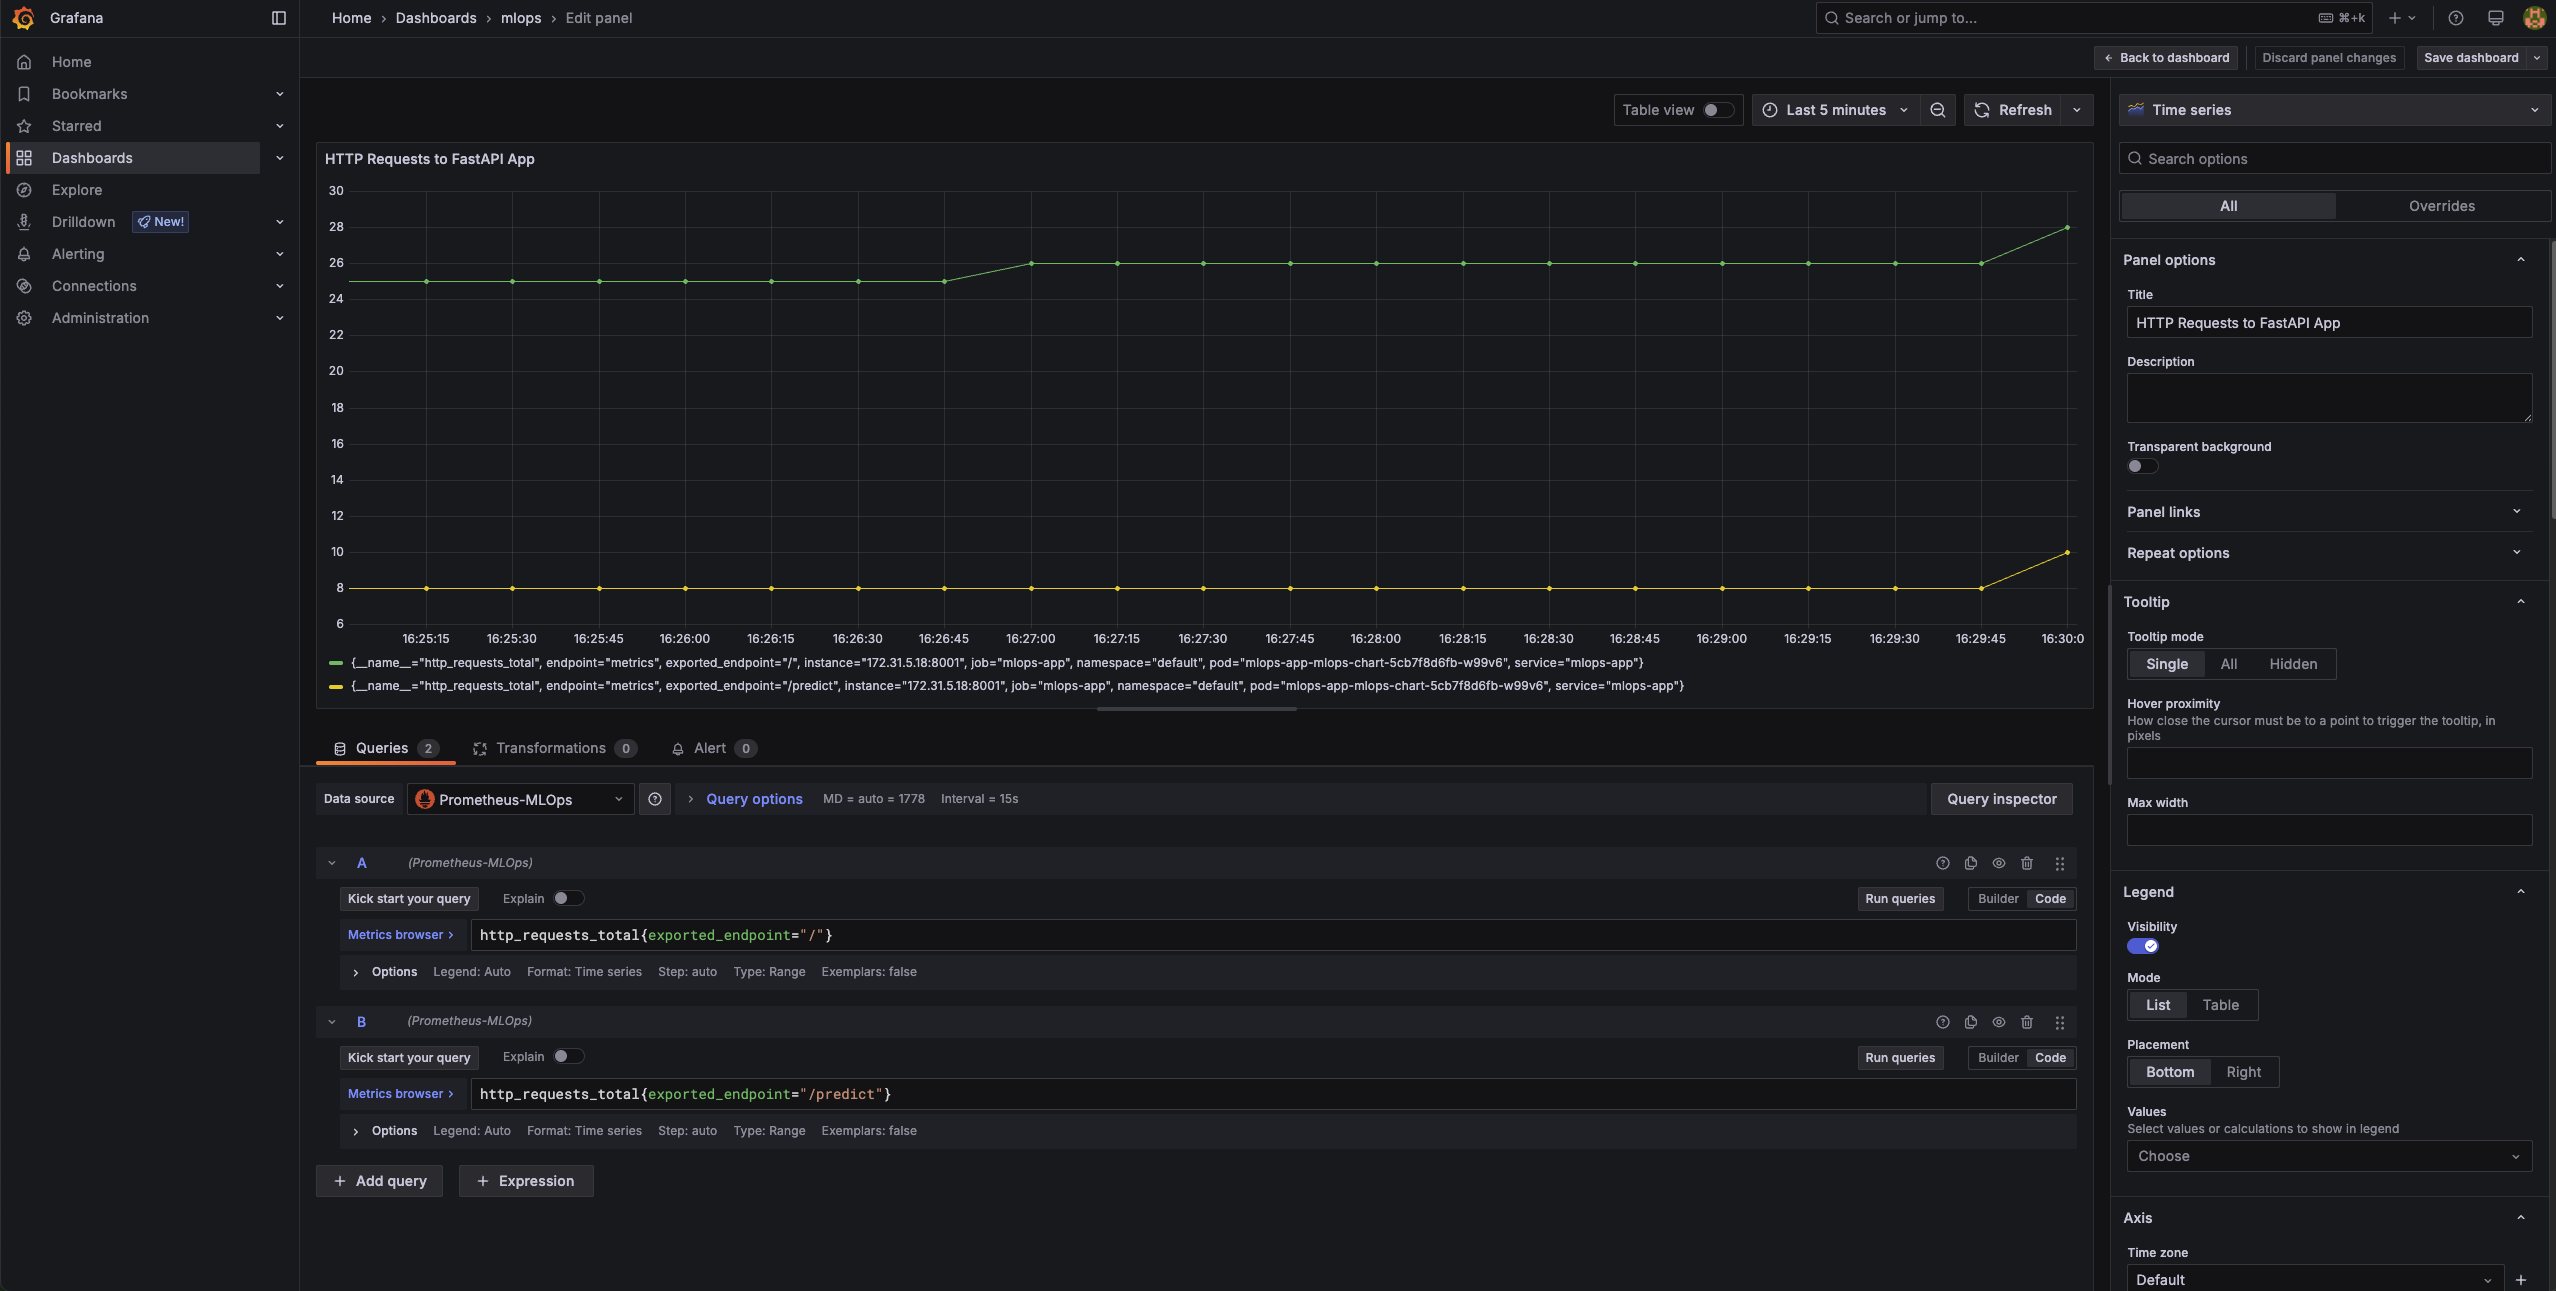 Grafana
Home › Dashboards › mlops › Edit panel
Search or jump to...
⌘+k
Back to dashboard
Discard panel changes
Save dashboard
Home
Bookmarks
Starred
Dashboards
Explore
Drilldown New!
Alerting
Connections
Administration
Table view
Last 5 minutes
Refresh
HTTP Requests to FastAPI App
30
28
26
24
22
20
18
16
14
12
10
8
6
16:25:15 16:25:30 16:25:45 16:26:00 16:26:15 16:26:30 16:26:45 16:27:00 16:27:15 16:27:30 16:27:45 16:28:00 16:28:15 16:28:30 16:28:45 16:29:00 16:29:15 16:29:30 16:29:45 16:30:0
{__name__="http_requests_total", endpoint="metrics", exported_endpoint="/", instance="172.31.5.18:8001", job="mlops-app", namespace="default", pod="mlops-app-mlops-chart-5cb7f8d6fb-w99v6", service="mlops-app"}
{__name__="http_requests_total", endpoint="metrics", exported_endpoint="/predict", instance="172.31.5.18:8001", job="mlops-app", namespace="default", pod="mlops-app-mlops-chart-5cb7f8d6fb-w99v6", service="mlops-app"}
Queries 2
Transformations 0
Alert 0
Data source
Prometheus-MLOps
Query options MD = auto = 1778 Interval = 15s
Query inspector
A (Prometheus-MLOps)
Kick start your query
Explain
Run queries
Builder Code
Metrics browser >
http_requests_total{exported_endpoint="/"}
Options Legend: Auto Format: Time series Step: auto Type: Range Exemplars: false
B (Prometheus-MLOps)
Kick start your query
Explain
Run queries
Builder Code
Metrics browser >
http_requests_total{exported_endpoint="/predict"}
Options Legend: Auto Format: Time series Step: auto Type: Range Exemplars: false
+ Add query
+ Expression
Time series
Search options
All Overrides
Panel options
Title
HTTP Requests to FastAPI App
Description
Transparent background
Panel links
Repeat options
Tooltip
Tooltip mode
Single All Hidden
Hover proximity
How close the cursor must be to a point to trigger the tooltip, in
pixels
Max width
Legend
Visibility
Mode
List Table
Placement
Bottom Right
Values
Select values or calculations to show in legend
Choose
Axis
Time zone
Default